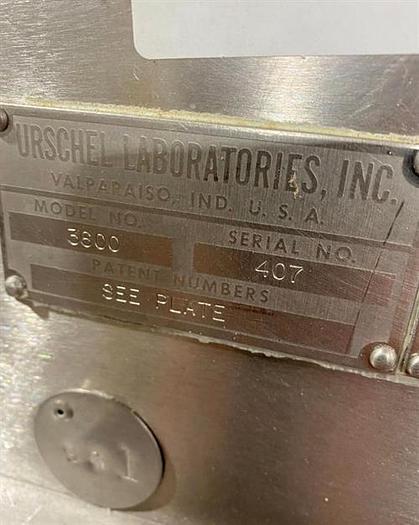 URSCHEL LABORATORIES, INC.
VALPARAISO, IND. U. S. A.
MODEL NO. SERIAL NO.
3600 407
PATENT NUMBERS
SEE PLATE